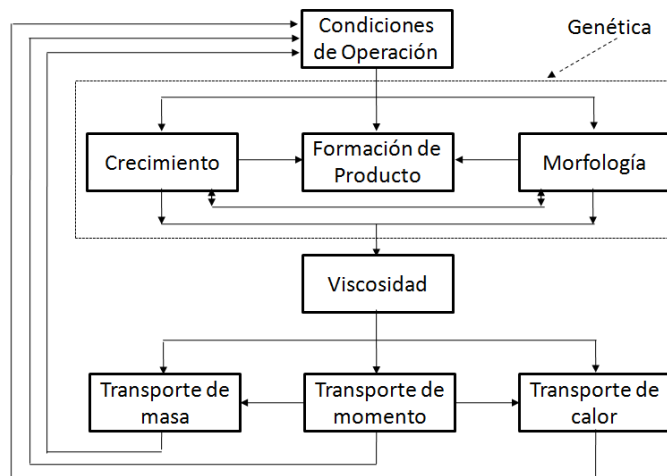 Condiciones
de Operación
Genética
Crecimiento
Formación de
Producto
Morfología
Viscosidad
Transporte de
masa
Transporte de
momento
Transporte de
calor